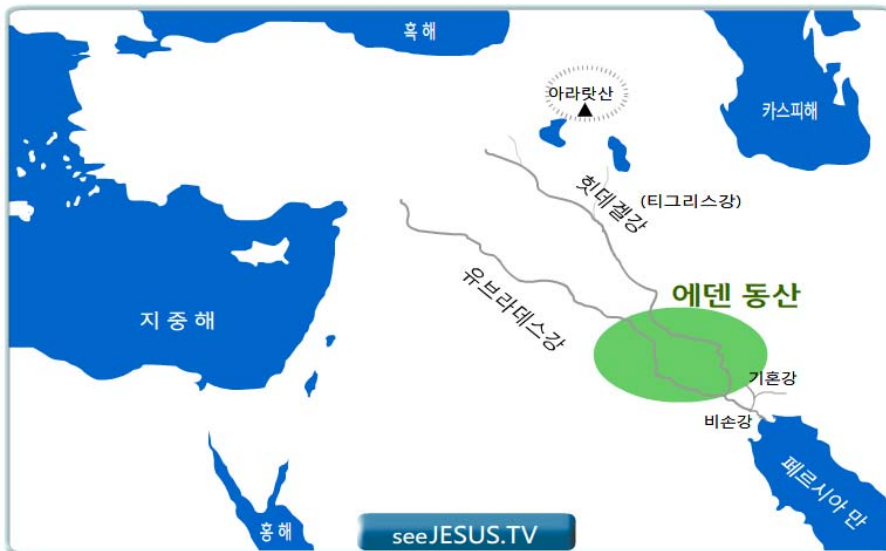 흑해
아라랏산
카스피해
힛데겔강
(티그리스강)
유브라데스강
에덴 동산
지중해
기혼강
비손강
페르시아 만
홍해
seeJESUS.TV